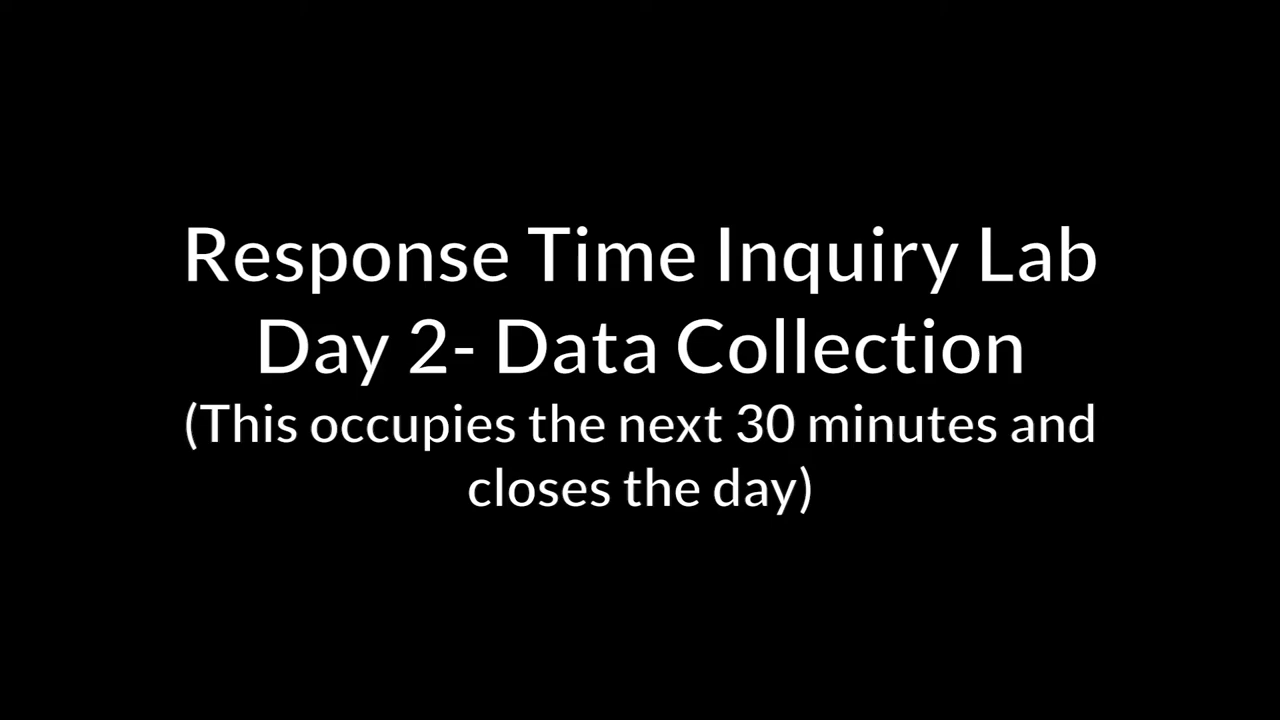 Response Time Inquiry Lab
Day 2- Data Collection
(This occupies the next 30 minutes and
closes the day)